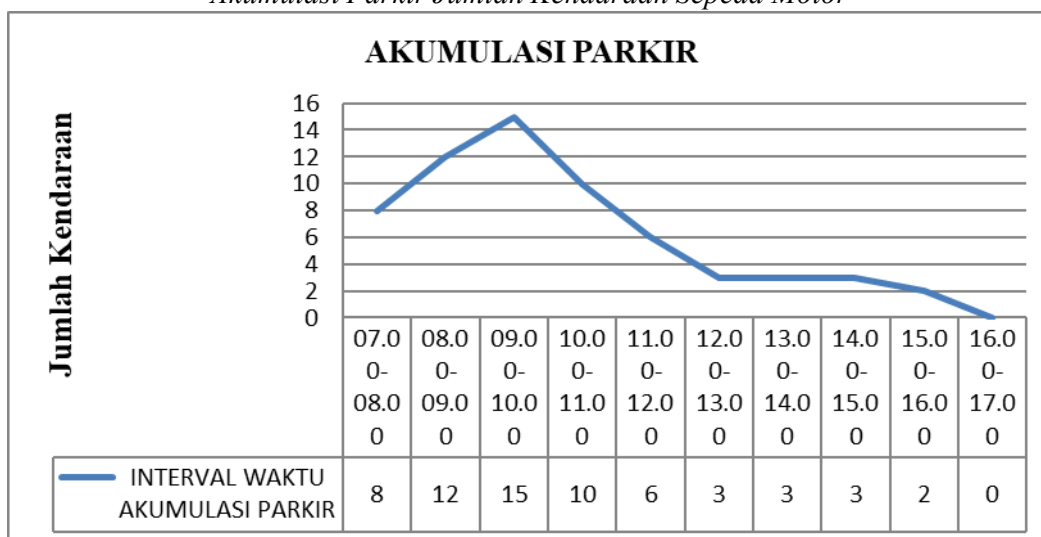 Akumulasi Parkir Jumlah Kendaraan Sepeda Motor
AKUMULASI PARKIR
Jumlah Kendaraan
16
14
12
10
8
6
4
2
0
07.0 08.0 09.0 10.0 11.0 12.0 13.0 14.0 15.0 16.0
0- 0- 0- 0- 0- 0- 0- 0- 0- 0-
08.0 09.0 10.0 11.0 12.0 13.0 14.0 15.0 16.0 17.0
0 0 0 0 0 0 0 0 0 0
INTERVAL WAKTU
AKUMULASI PARKIR 8 12 15 10 6 3 3 3 2 0